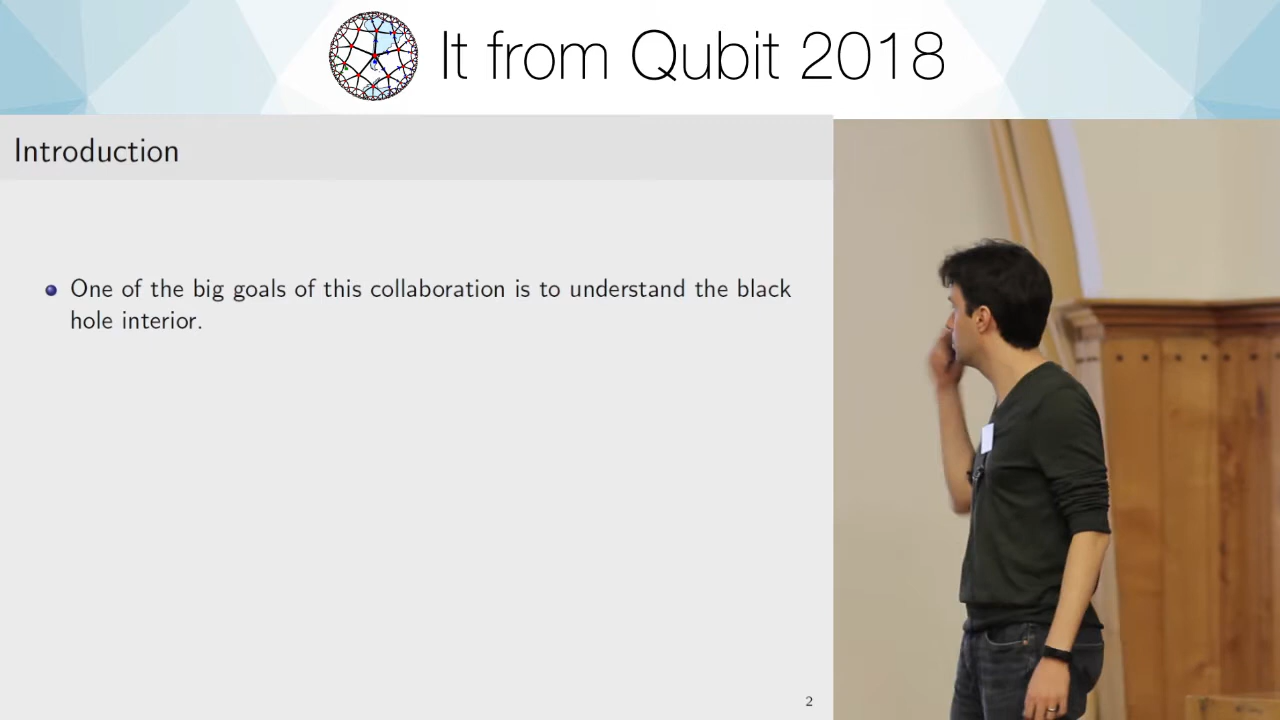 It from Qubit 2018
Introduction
One of the big goals of this collaboration is to understand the black
hole interior.
2